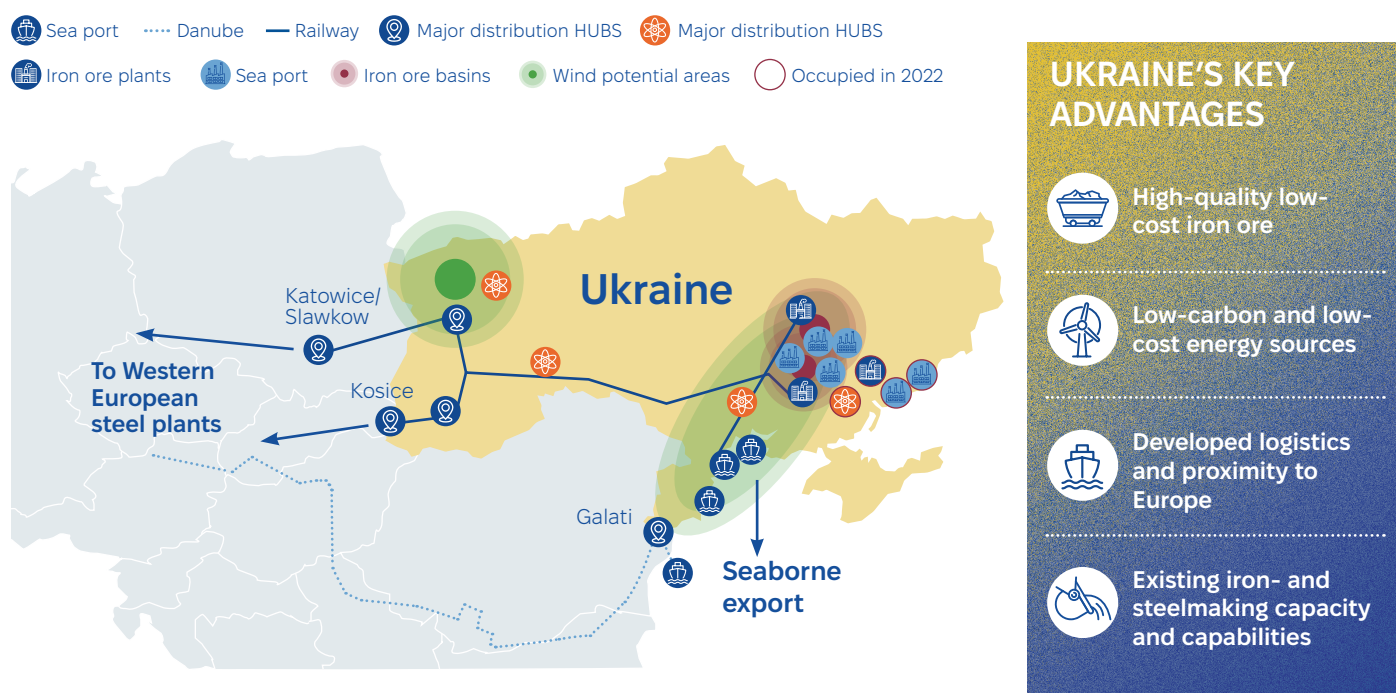 Sea port
Danube
Railway
Major distribution HUBS
Major distribution HUBS
Iron ore plants
Sea port
Iron ore basins
Wind potential areas
Occupied in 2022
Katowice/
Slawkow
To Western
European
steel plants
Kosice
Ukraine
Galati
Seaborne
export
UKRAINE'S KEY
ADVANTAGES
High-quality low-
cost iron ore
Low-carbon and low-
cost energy sources
Developed logistics
and proximity to
Europe
Existing iron- and
steelmaking capacity
and capabilities